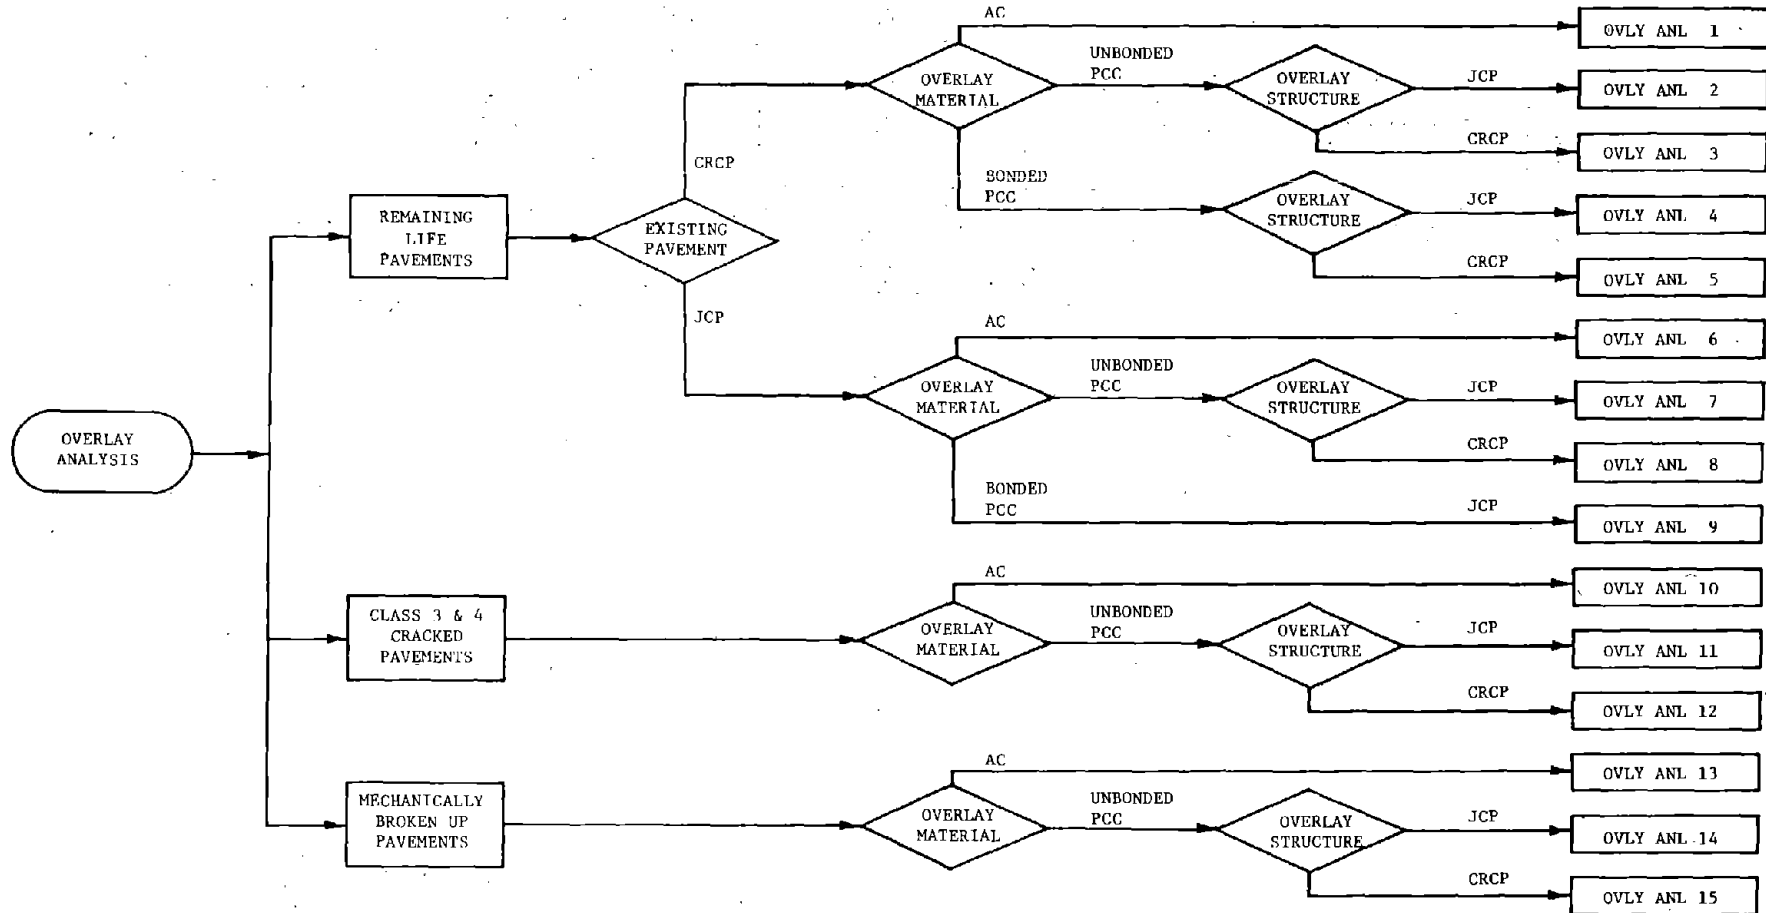 AC
OVLY ANL 1
UNBONDED
PCC
OVERLAY
MATERIAL
OVERLAY
STRUCTURE
JCP
OVLY ANL 2
CRCP
CRCP
OVLY ANL 3
BONDED
PCC
OVERLAY
STRUCTURE
JCP
OVLY ANL 4
REMAINING
LIFE
PAVEMENTS
EXISTING
PAVEMENT
CRCP
OVLY ANL 5
JCP
AC
OVLY ANL 6
UNBONDED
PCC
OVERLAY
MATERIAL
OVERLAY
STRUCTURE
JCP
OVLY ANL 7
OVERLAY
ANALYSIS
CRCP
OVLY ANL 8
BONDED
PCC
JCP
OVLY ANL 9
AC
OVLY ANL 10
CLASS 3 & 4
CRACKED
PAVEMENTS
UNBONDED
PCC
OVERLAY
MATERIAL
OVERLAY
STRUCTURE
JCP
OVLY ANL 11
CRCP
OVLY ANL 12
AC
OVLY ANL 13
MECHANICALLY
BROKEN UP
PAVEMENTS
UNBONDED
PCC
OVERLAY
MATERIAL
OVERLAY
STRUCTURE
JCP
OVLY ANL 14
CRCP
OVLY ANL 15